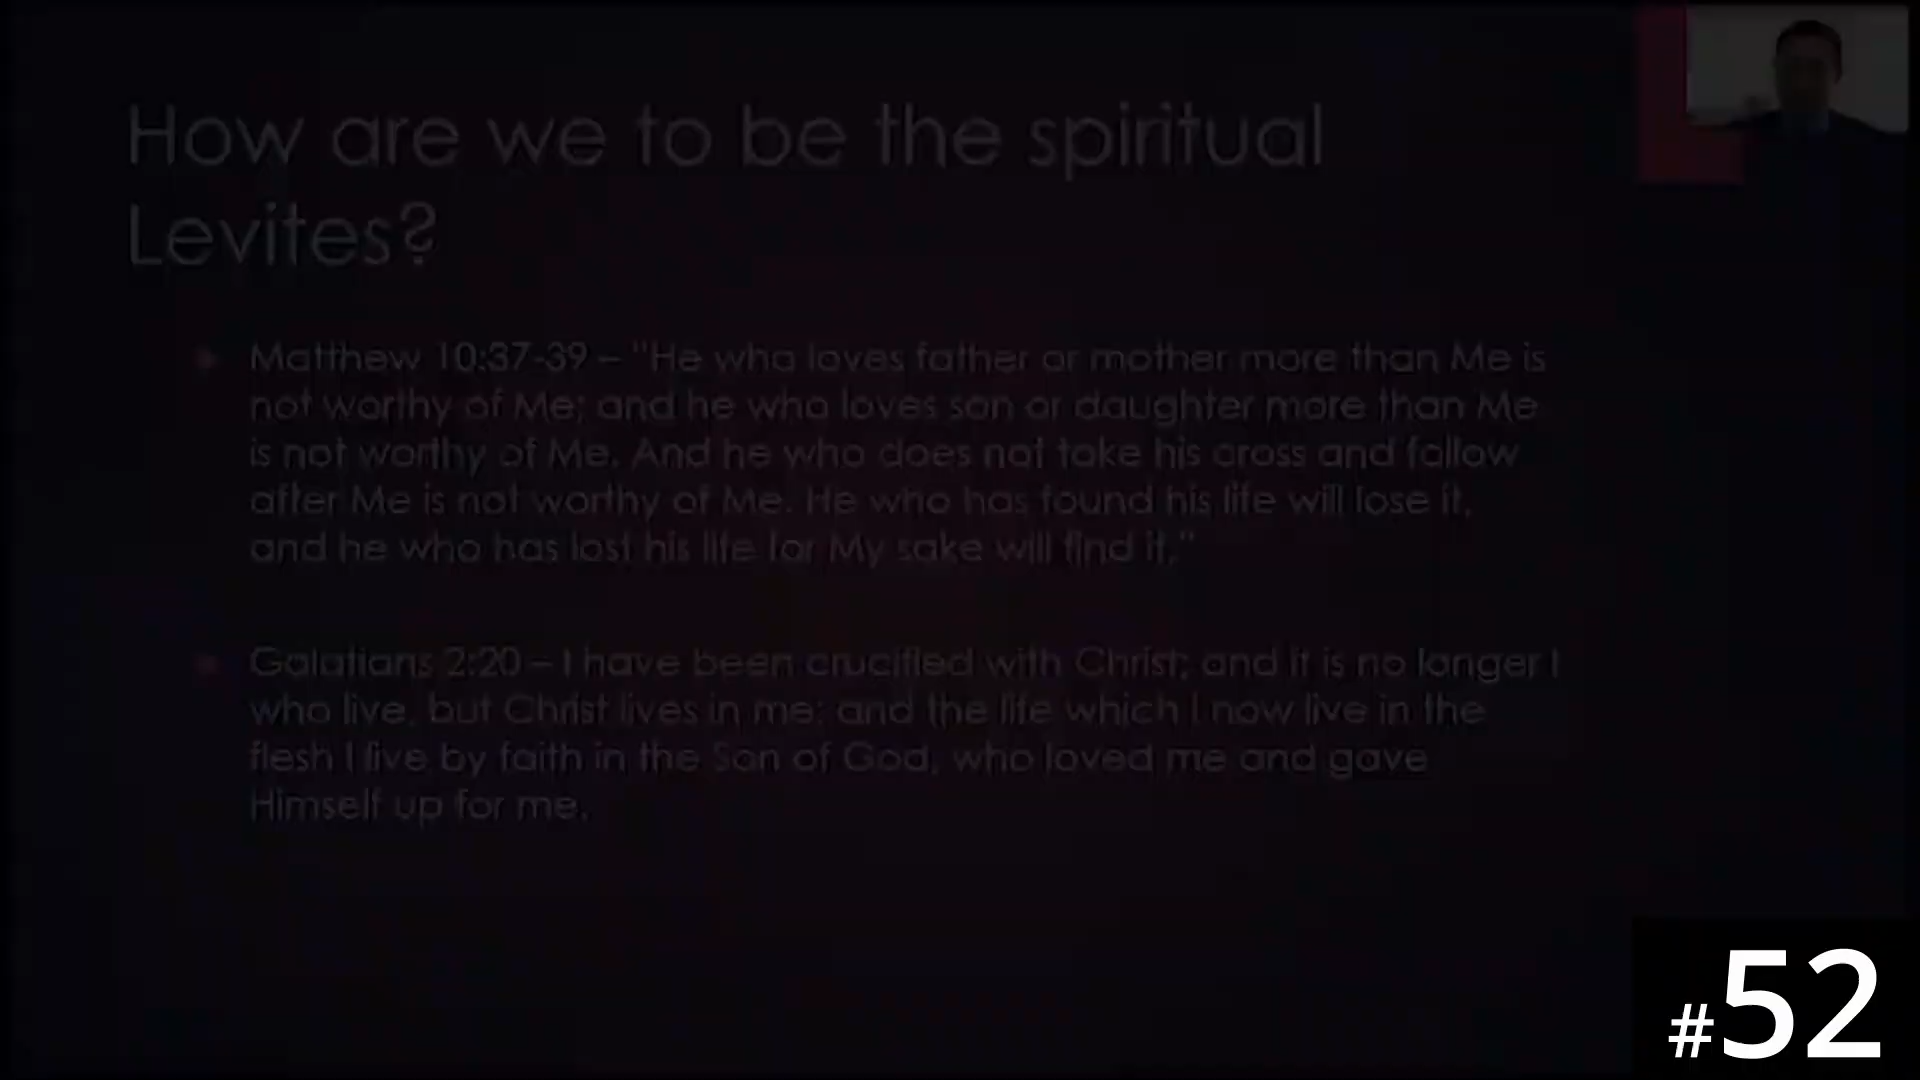 How are we to be the spiritual
Levites?
Matthew 10:37-39 – "He who loves father or mother more than Me is
not worthy of Me; and he who loves son or daughter more than Me
is not worthy of Me. And he who does not take his cross and follow
after Me is not worthy of Me. He who has found his life will lose it,
and he who has lost his life for My sake will find it."
Galatians 2:20 – I have been crucified with Christ; and it is no longer I
who live, but Christ lives in me; and the life which I now live in the
flesh I live by faith in the Son of God, who loved me and gave
Himself up for me.
#52